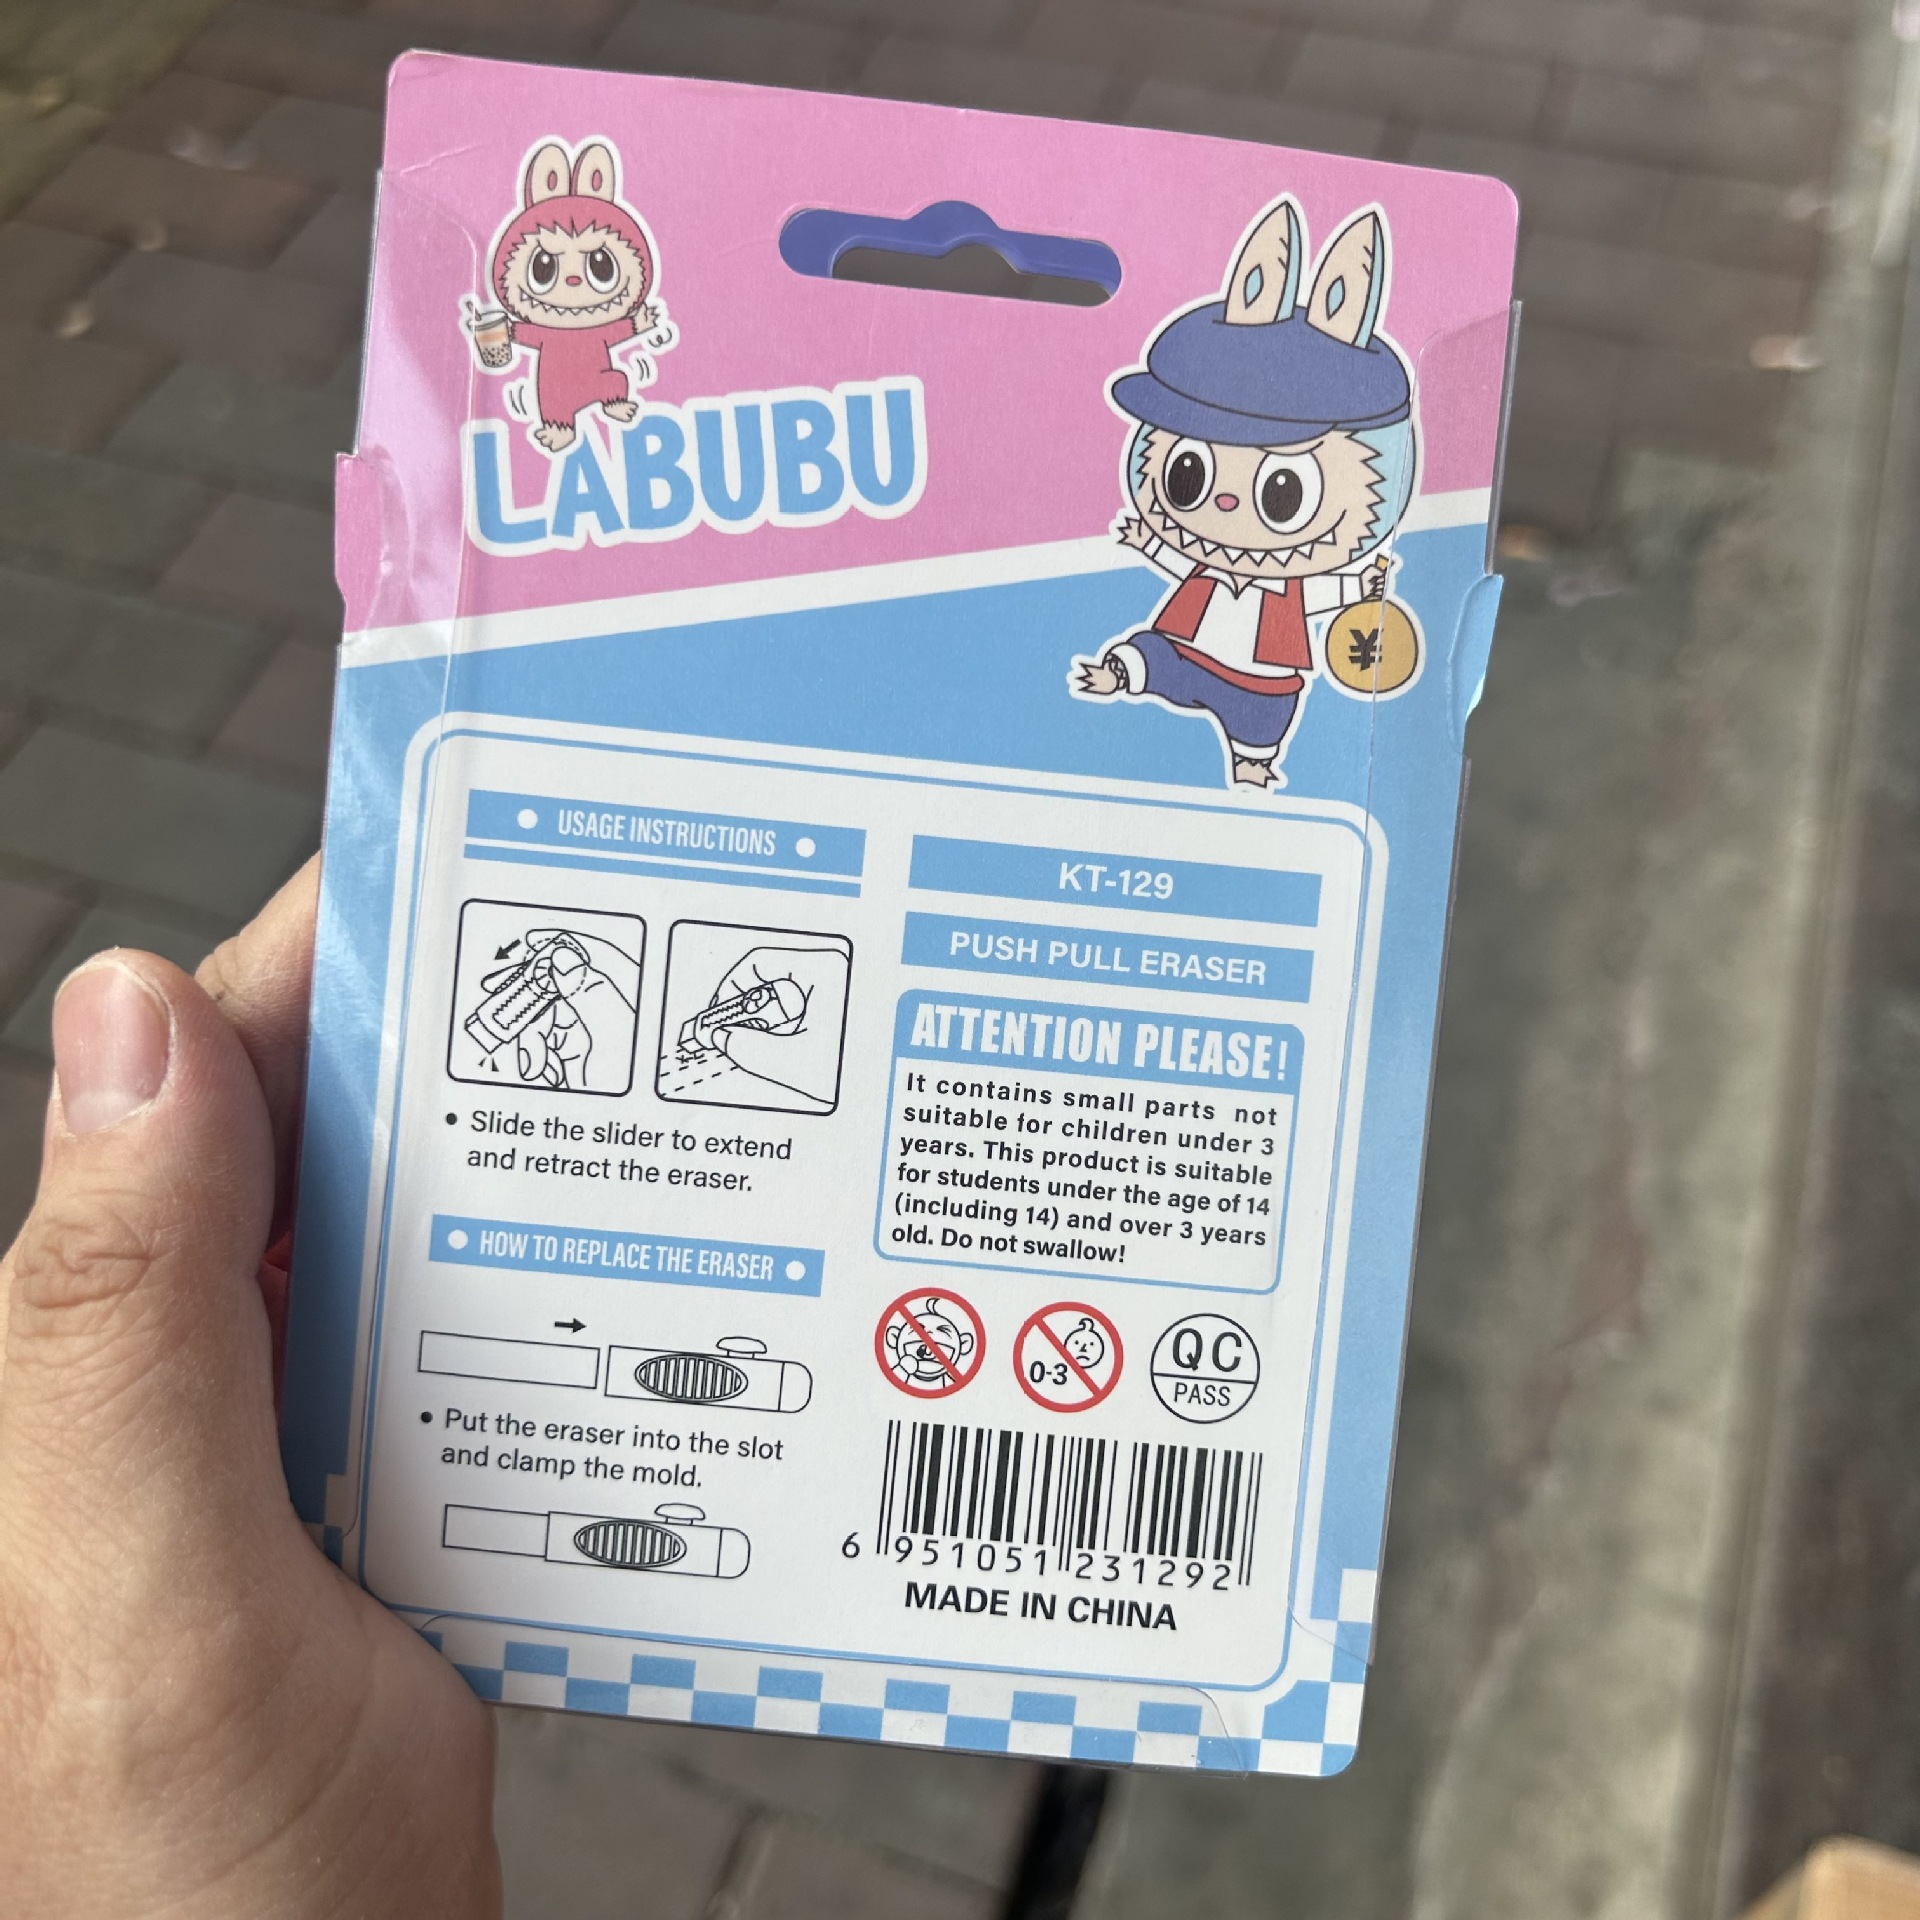 LABUBU
¥
USAGE INSTRUCTIONS
Slide the slider to extend
and retract the eraser.
HOW TO REPLACE THE ERASER
Put the eraser into the slot
and clamp the mold.
KT-129
PUSH PULL ERASER
ATTENTION PLEASE!
It contains small parts not
suitable for children under 3
years. This product is suitable
for students under the age of 14
(including 14) and over 3 years
old. Do not swallow!
0-3
QC
PASS
6 951051 231292
MADE IN CHINA